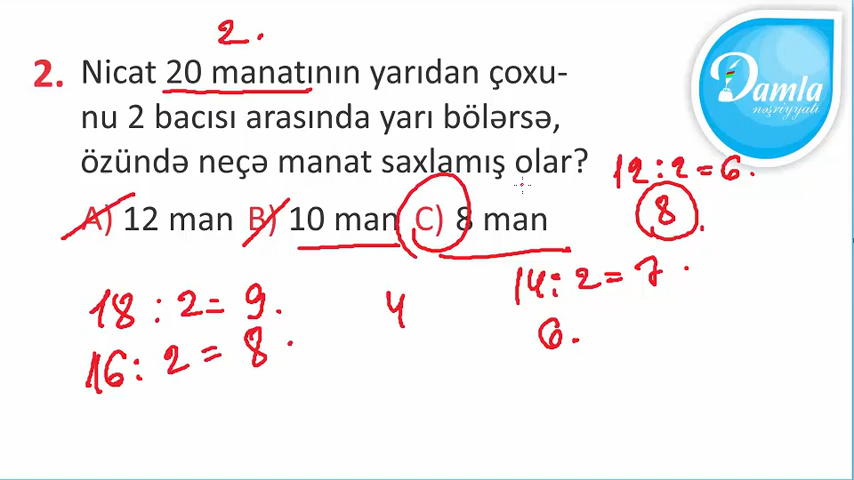 2.
2. Nicat 20 manatının yarıdan çoxu-
nu 2 bacısı arasında yarı bölərsə,
özündə neçə manat saxlamış olar?
A) 12 man B) 10 man C) 8 man
Damla
nəşriyyatı
12 : 2 = 6.
8.
14 : 2 = 7.
6.
18 : 2 = 9.
16 : 2 = 8.
4